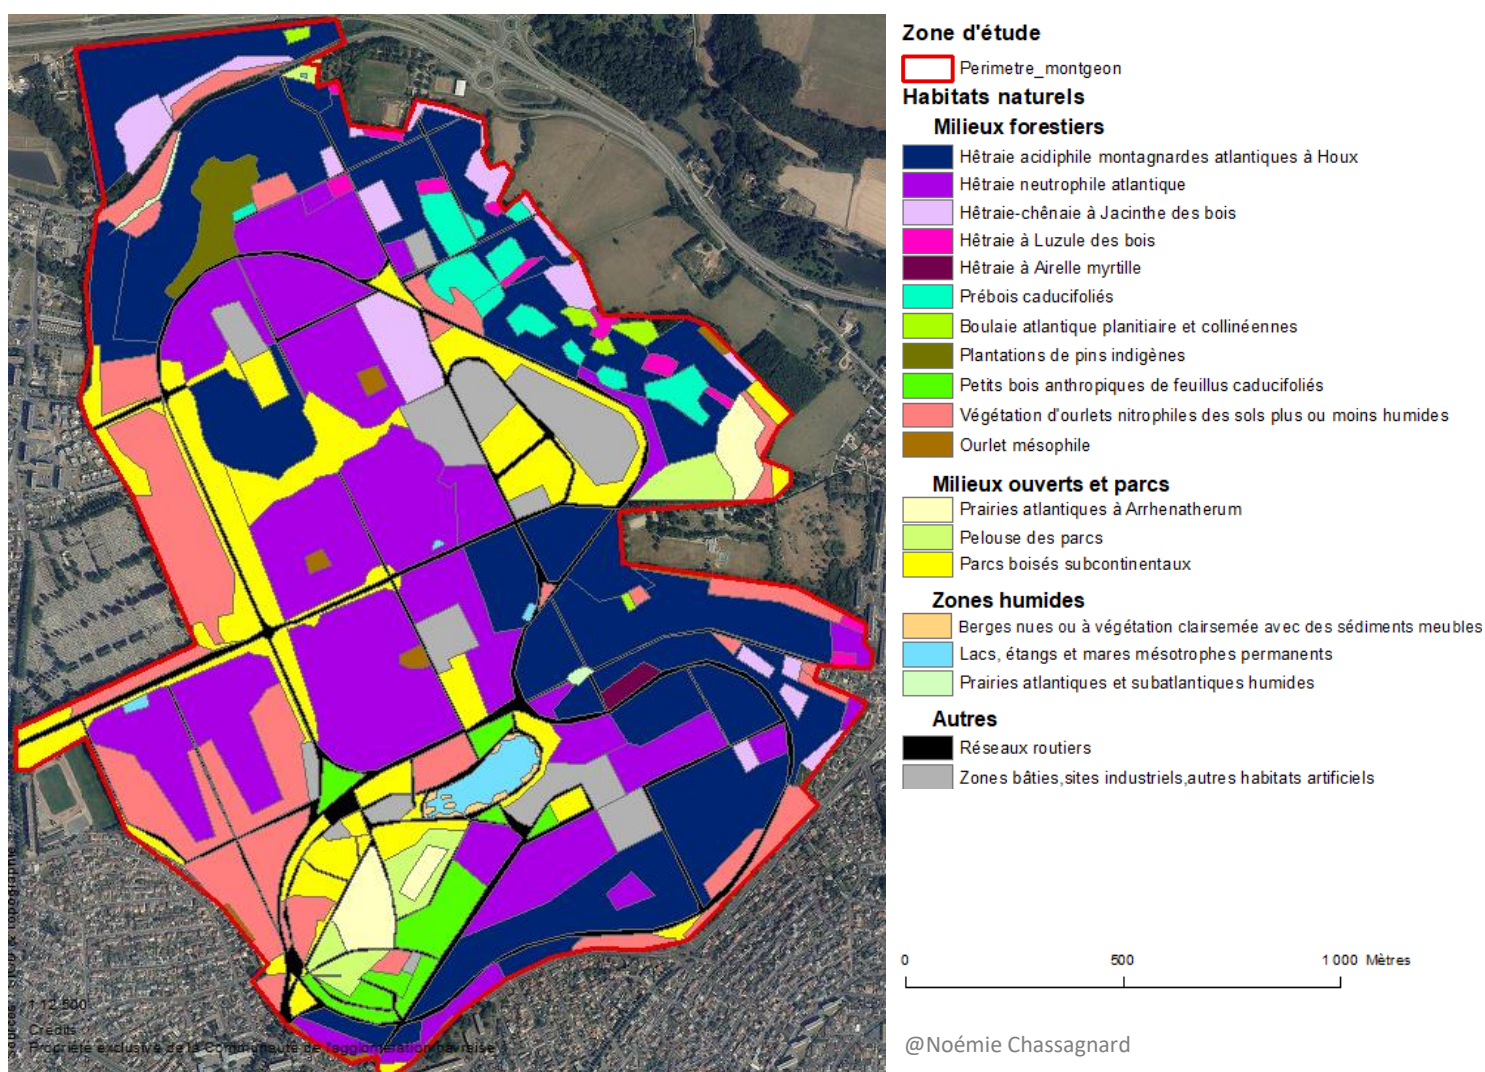 Zone d'étude
Perimetre_montgeon
Habitats naturels
Milieux forestiers
Hêtraie acidiphile montagnardes atlantiques à Houx
Hêtraie neutrophile atlantique
Hêtraie-chênaie à Jacinthe des bois
Hêtraie à Luzule des bois
Hêtraie à Airelle myrtille
Prébois caducifoliés
Boulaie atlantique planitiaire et collinéennes
Plantations de pins indigènes
Petits bois anthropiques de feuillus caducifoliés
Végétation d'ourlets nitrophiles des sols plus ou moins humides
Ourlet mésophile
Milieux ouverts et parcs
Prairies atlantiques à Arrhenatherum
Pelouse des parcs
Parcs boisés subcontinentaux
Zones humides
Berges nues ou à végétation clairsemée avec des sédiments meubles
Lacs, étangs et mares mésotrophes permanents
Prairies atlantiques et subatlantiques humides
Autres
Réseaux routiers
Zones bâties,sites industriels,autres habitats artificiels
0 500 1 000 Mètres
@Noémie Chassagnard
1:12 500
Crédits :
Propriété exclusive de la Communauté de l'agglomération havraise